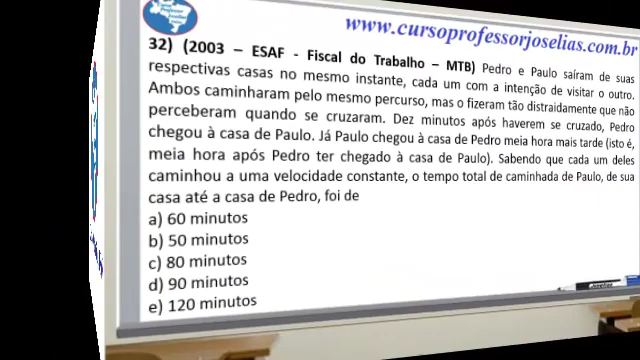 www.cursoprofessorjoselias.com.br
32) (2003 – ESAF - Fiscal do Trabalho – MTB) Pedro e Paulo saíram de suas
respectivas casas no mesmo instante, cada um com a intenção de visitar o outro.
Ambos caminharam pelo mesmo percurso, mas o fizeram tão distraidamente que não
perceberam quando se cruzaram. Dez minutos após haverem se cruzado, Pedro
chegou à casa de Paulo. Já Paulo chegou à casa de Pedro meia hora mais tarde (isto é,
meia hora após Pedro ter chegado à casa de Paulo). Sabendo que cada um deles
caminhou a uma velocidade constante, o tempo total de caminhada de Paulo, de sua
casa até a casa de Pedro, foi de
a) 60 minutos
b) 50 minutos
c) 80 minutos
d) 90 minutos
e) 120 minutos